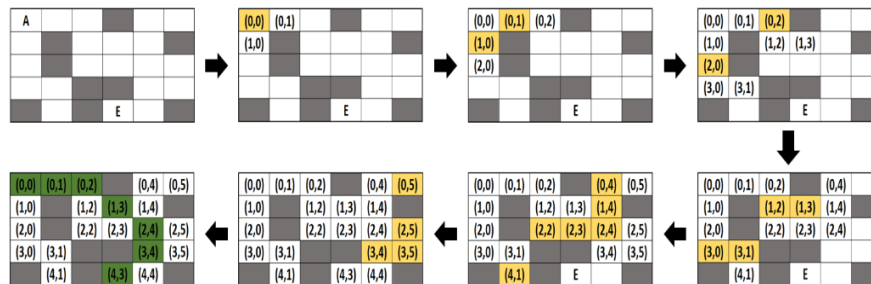 A
E
(0,0) (0,1)
(1,0)
E
(0,0) (0,1) (0,2)
(1,0)
(2,0)
E
(0,0) (0,1) (0,2)
(1,0) (1,2) (1,3)
(2,0)
(3,0) (3,1)
E
(0,0) (0,1) (0,2) (0,4)
(1,0) (1,2) (1,3) (1,4)
(2,0) (2,2) (2,3) (2,4)
(3,0) (3,1)
(4,1) E
(0,0) (0,1) (0,2) (0,4) (0,5)
(1,0) (1,2) (1,3) (1,4)
(2,0) (2,2) (2,3) (2,4) (2,5)
(3,0) (3,1) (3,4) (3,5)
(4,1) E
(0,0) (0,1) (0,2) (0,4) (0,5)
(1,0) (1,2) (1,3) (1,4)
(2,0) (2,2) (2,3) (2,4) (2,5)
(3,0) (3,1) (3,4) (3,5)
(4,1) (4,3) (4,4)
(0,0) (0,1) (0,2) (0,4) (0,5)
(1,0) (1,2) (1,3) (1,4)
(2,0) (2,2) (2,3) (2,4) (2,5)
(3,0) (3,1) (3,4) (3,5)
(4,1) (4,3) (4,4)